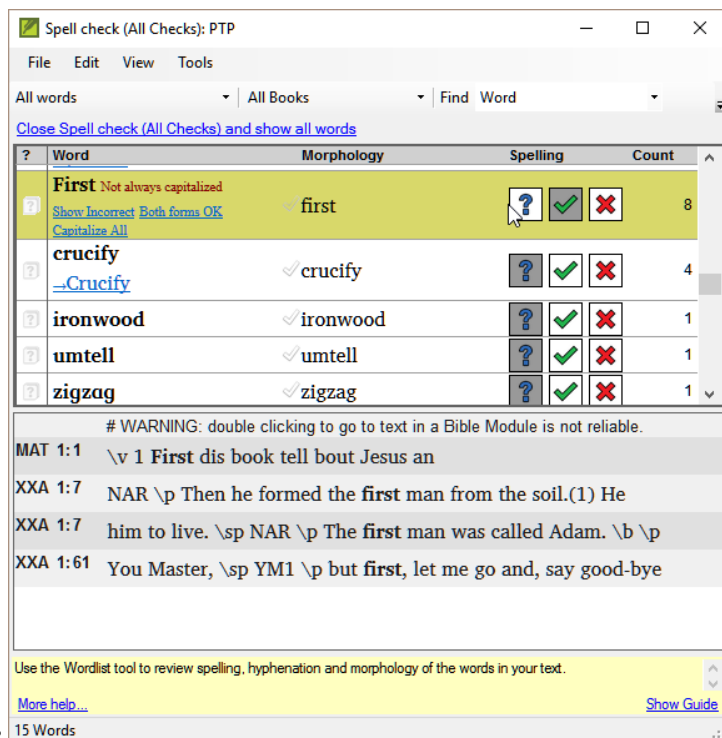 Spell check (All Checks): PTP
File Edit View Tools
All words All Books Find Word
Close Spell check (All Checks) and show all words
? Word Morphology Spelling Count
First Not always capitalized first 8
Show Incorrect Both forms OK
Capitalize All
crucify crucify 4
→Crucify
ironwood ironwood 1
umtell umtell 1
zigzag zigzag 1
# WARNING: double clicking to go to text in a Bible Module is not reliable.
MAT 1:1 \v 1 First dis book tell bout Jesus an
XXA 1:7 NAR \p Then he formed the first man from the soil.(1) He
XXA 1:7 him to live. \sp NAR \p The first man was called Adam. \b \p
XXA 1:61 You Master, \sp YM1 \p but first, let me go and, say good-bye
Use the Wordlist tool to review spelling, hyphenation and morphology of the words in your text.
More help... Show Guide
15 Words